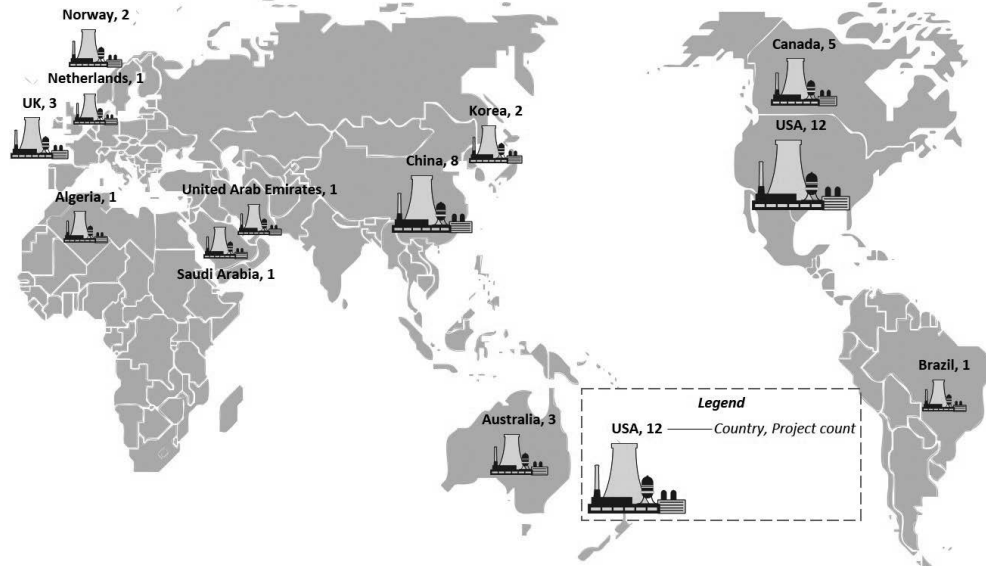 Norway, 2
Canada, 5
Netherlands, 1
UK, 3
Korea, 2
USA, 12
China, 8
United Arab Emirates, 1
Algeria, 1
Saudi Arabia, 1
Brazil, 1
Australia, 3
Legend
USA, 12 Country, Project count